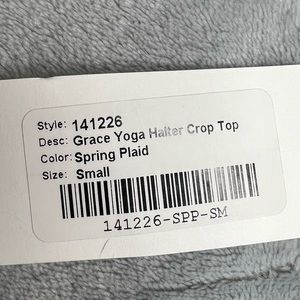 Style: 141226
Desc: Grace Yoga Halter Crop Top
Color: Spring Plaid
Size: Small
141226-SPP-SM